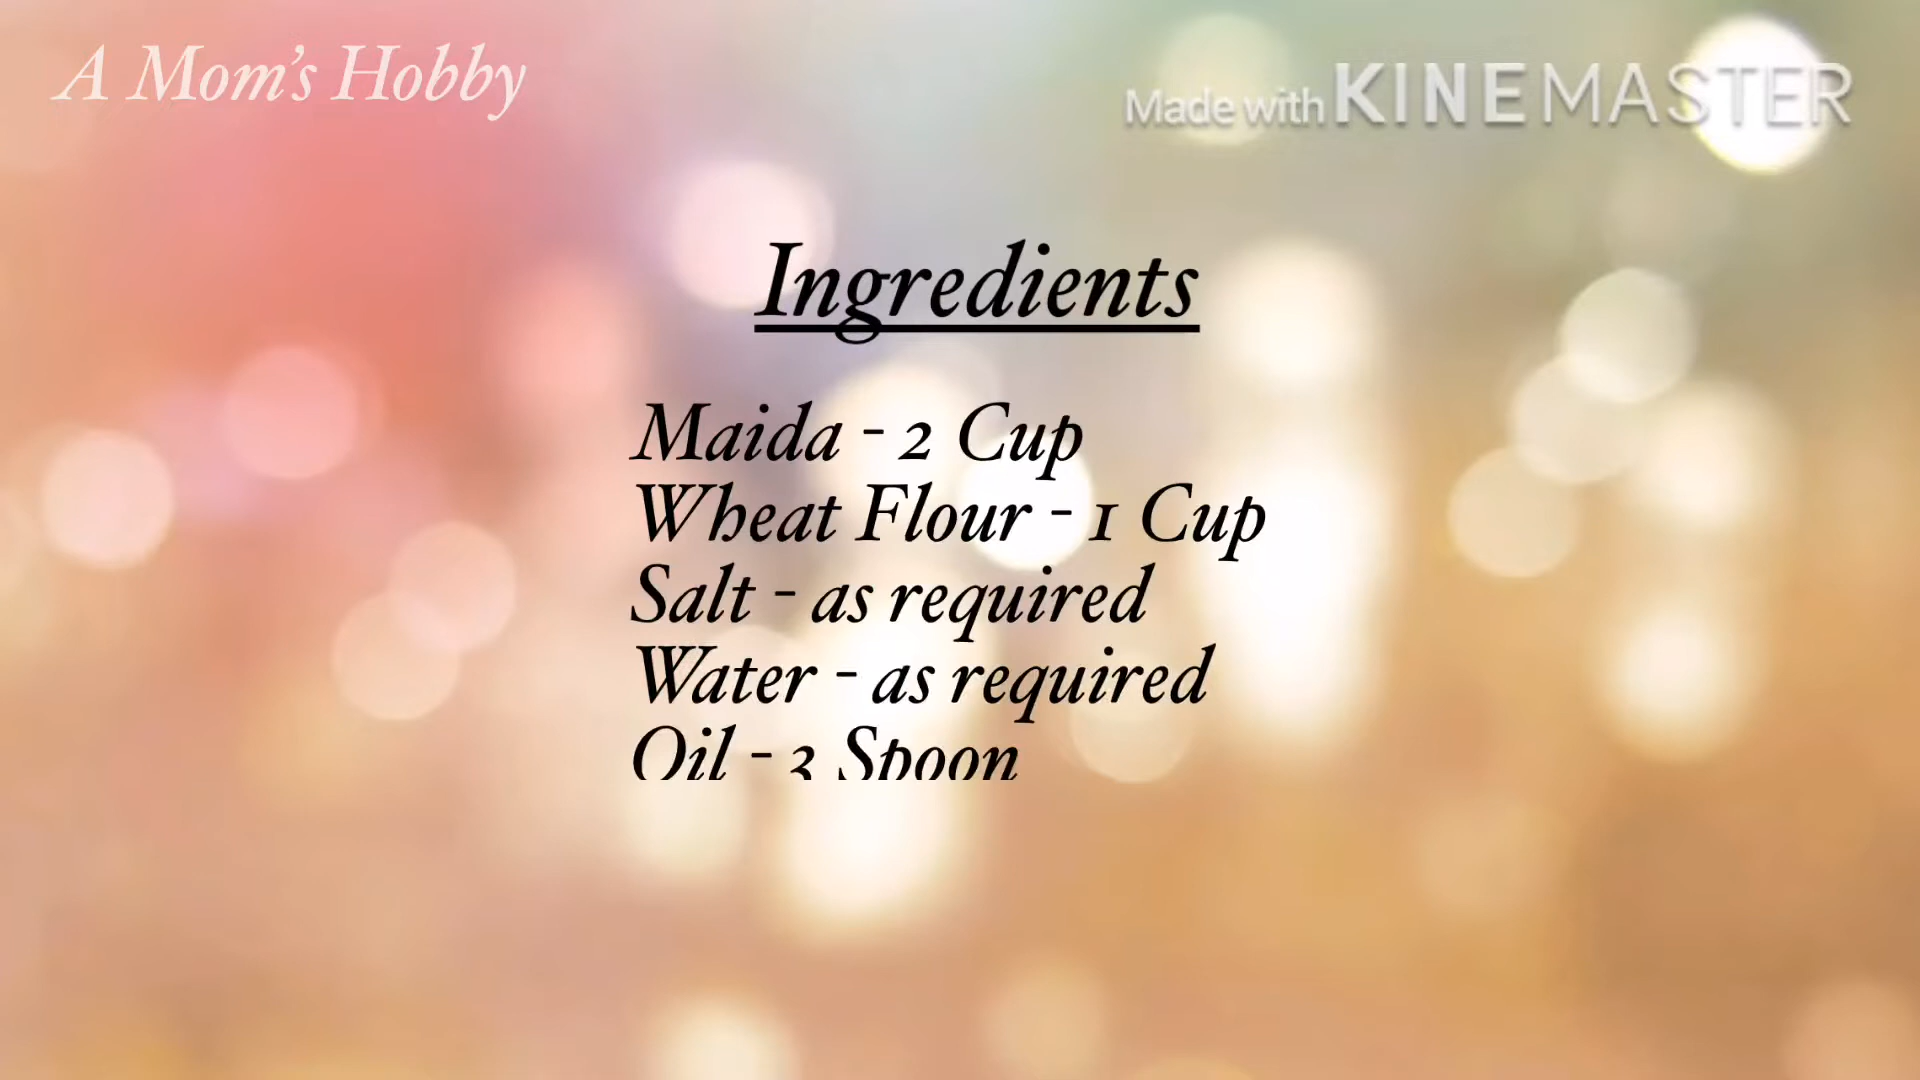 A Mom's Hobby
Made with KINEMASTER
Ingredients
Maida - 2 Cup
Wheat Flour - 1 Cup
Salt - as required
Water - as required
Oil - 3 Spoon